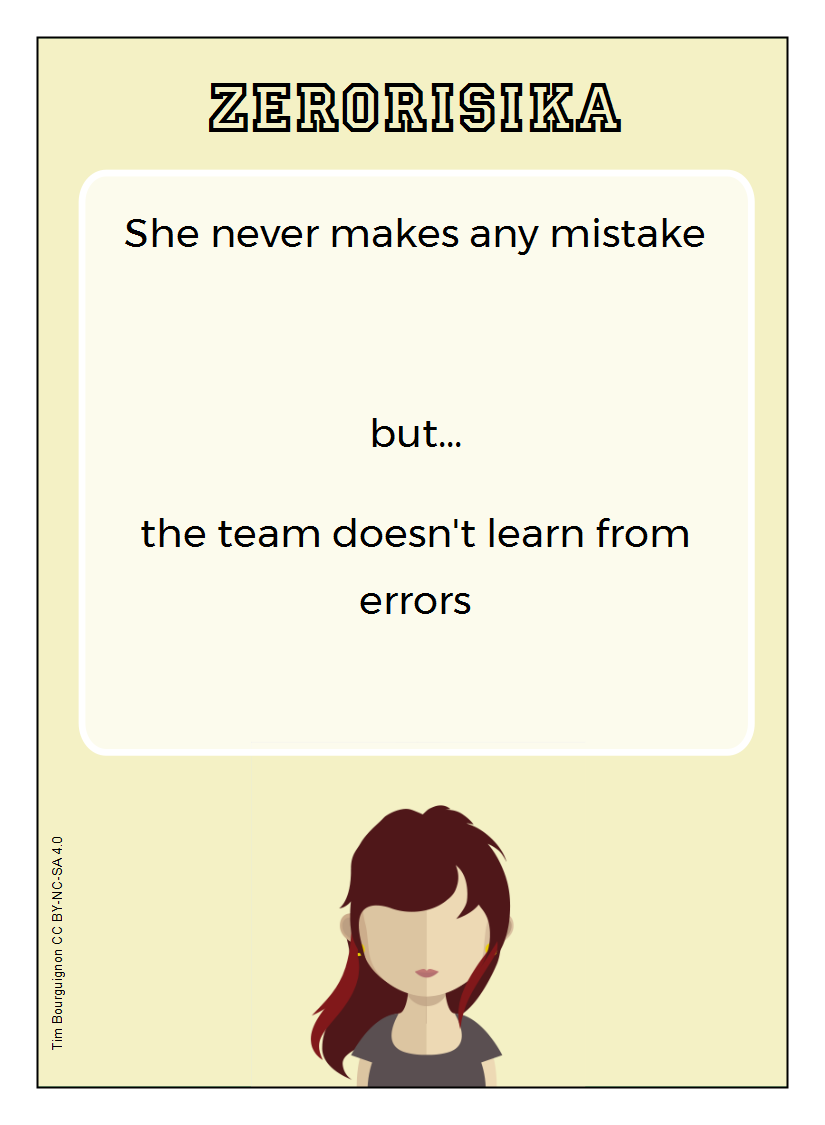 ZERORISIKA
She never makes any mistake
but...
the team doesn't learn from
errors
Tim Bourguignon CC BY-NC-SA 4.0